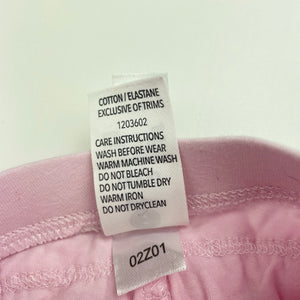 COTTON/ELASTANE
EXCLUSIVE OF TRIMS
1203602
CARE INSTRUCTIONS
WASH BEFORE WEAR
WARM MACHINE WASH
DO NOT BLEACH
DO NOT TUMBLE DRY
WARM IRON
DO NOT DRYCLEAN
02Z01